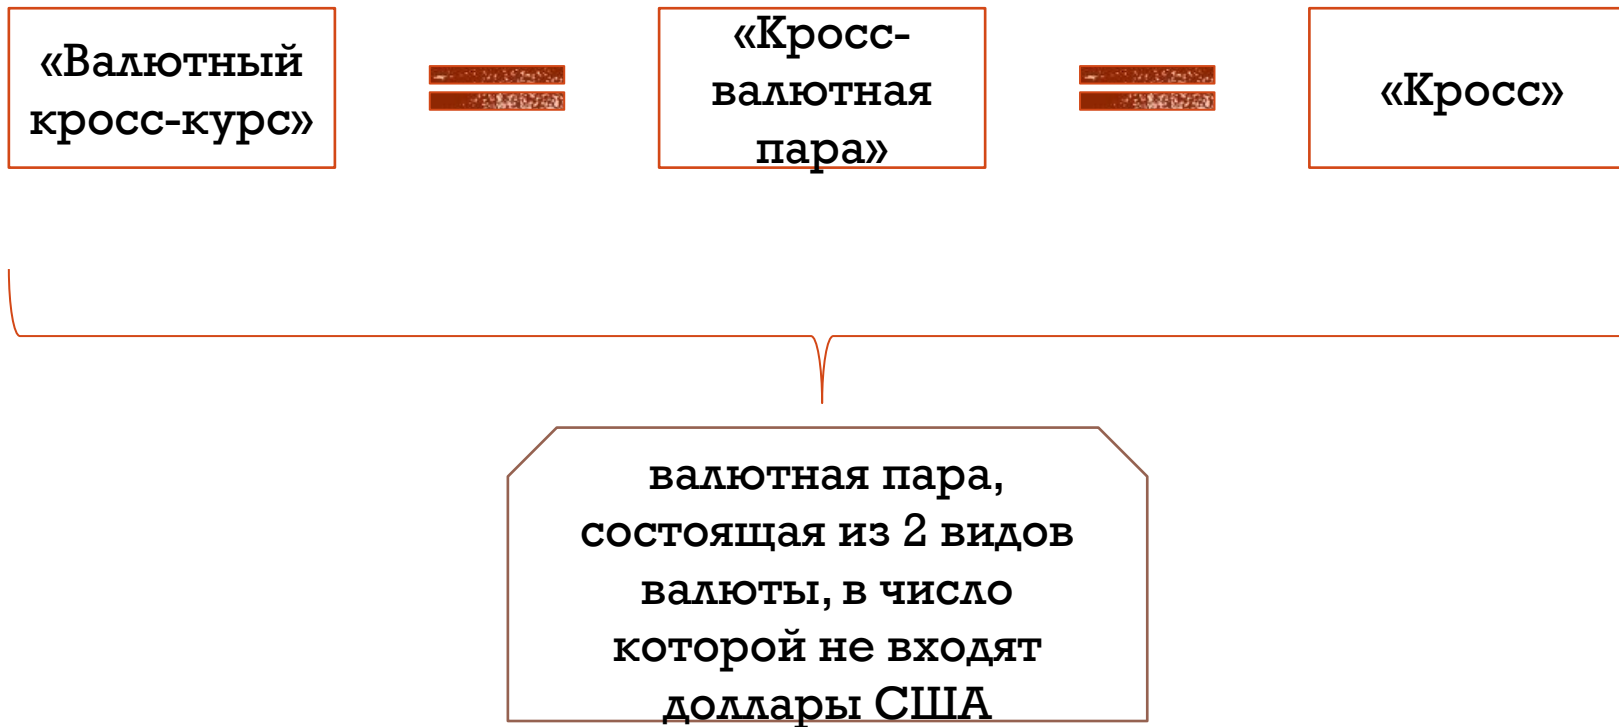 «Валютный
кросс-курс»
«Кросс-
валютная
пара»
«Кросс»
валютная пара,
состоящая из 2 видов
валюты, в число
которой не входят
доллары США